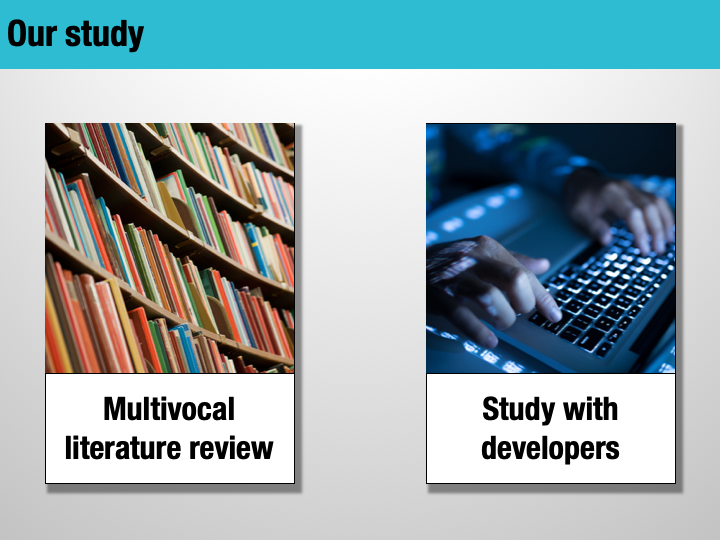 Our study
Multivocal
literature review
Study with
developers